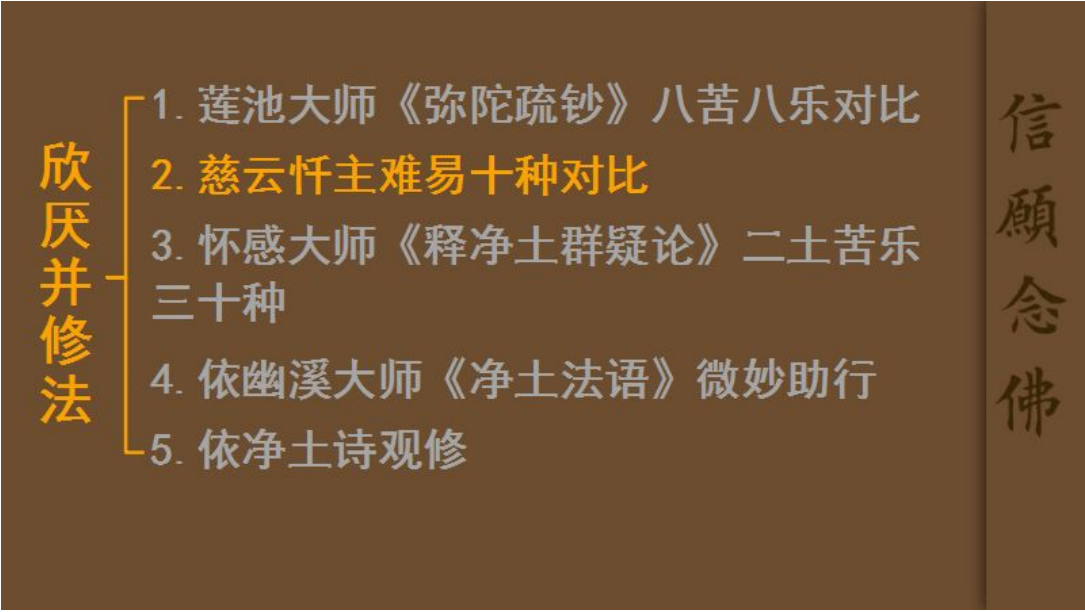 欣厌并修法
1. 莲池大师《弥陀疏钞》八苦八乐对比
2. 慈云忏主难易十种对比
3. 怀感大师《释净土群疑论》二土苦乐
三十种
4. 依幽溪大师《净土法语》微妙助行
5. 依净土诗观修
信願念佛